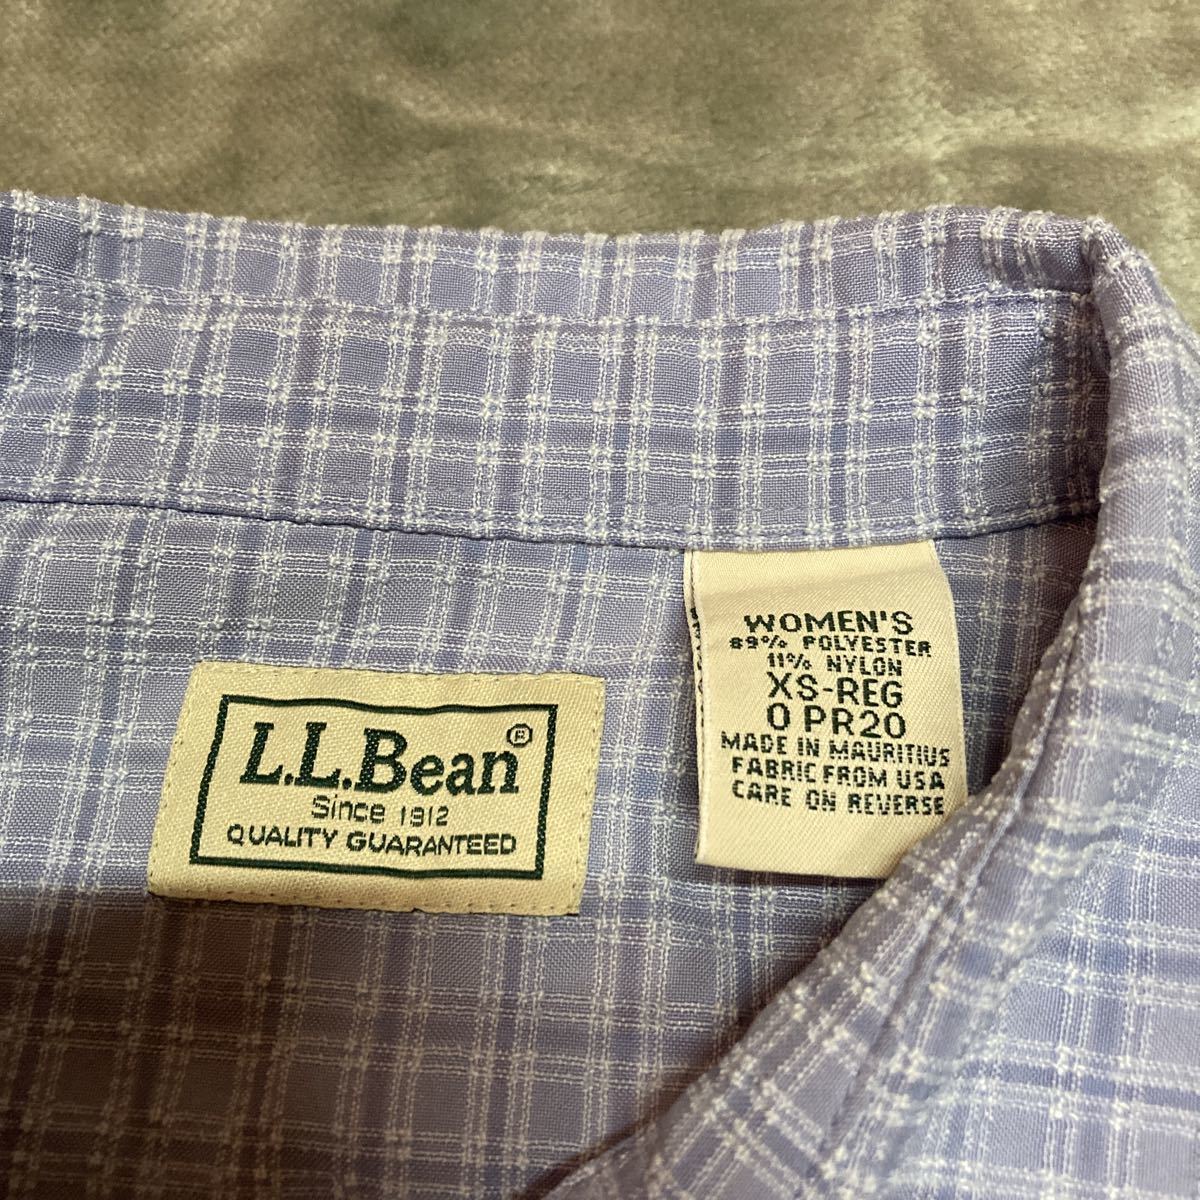 L.L.Bean®
Since 1912
QUALITY GUARANTEED
WOMEN'S
89% POLYESTER
11% NYLON
XS-REG
0 PR20
MADE IN MAURITIUS
FABRIC FROM USA
CARE ON REVERSE